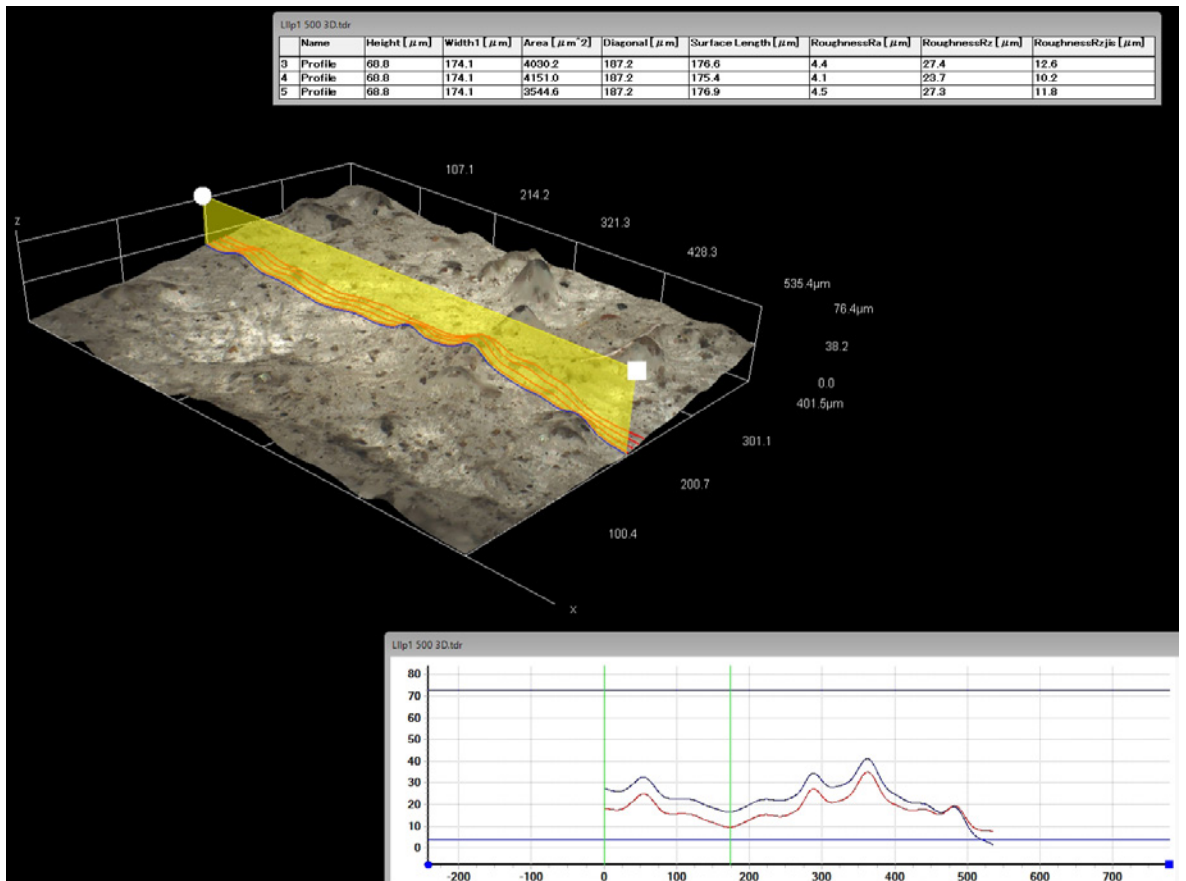 LIlp1 500 3D.tdr
Name Height [μm] Width1 [μm] Area [μm^2] Diagonal [μm] Surface Length [μm] RoughnessRa [μm] RoughnessRz [μm] RoughnessRzjis [μm]
3 Profile 68.8 174.1 4030.6 187.2 176.6 4.4 27.4 12.6
4 Profile 68.8 174.1 4151.0 187.2 175.4 4.1 23.7 10.2
5 Profile 68.8 174.1 3544.6 187.2 176.9 4.5 27.3 11.8
107.1
214.2
z
321.3
428.3
535.4μm
76.4μm
38.2
0.0
401.5μm
301.1
200.7
100.4
x
LIlp1 500 3D.tdr
80
70
60
50
40
30
20
10
0
-200 -100 0 100 200 300 400 500 600 700